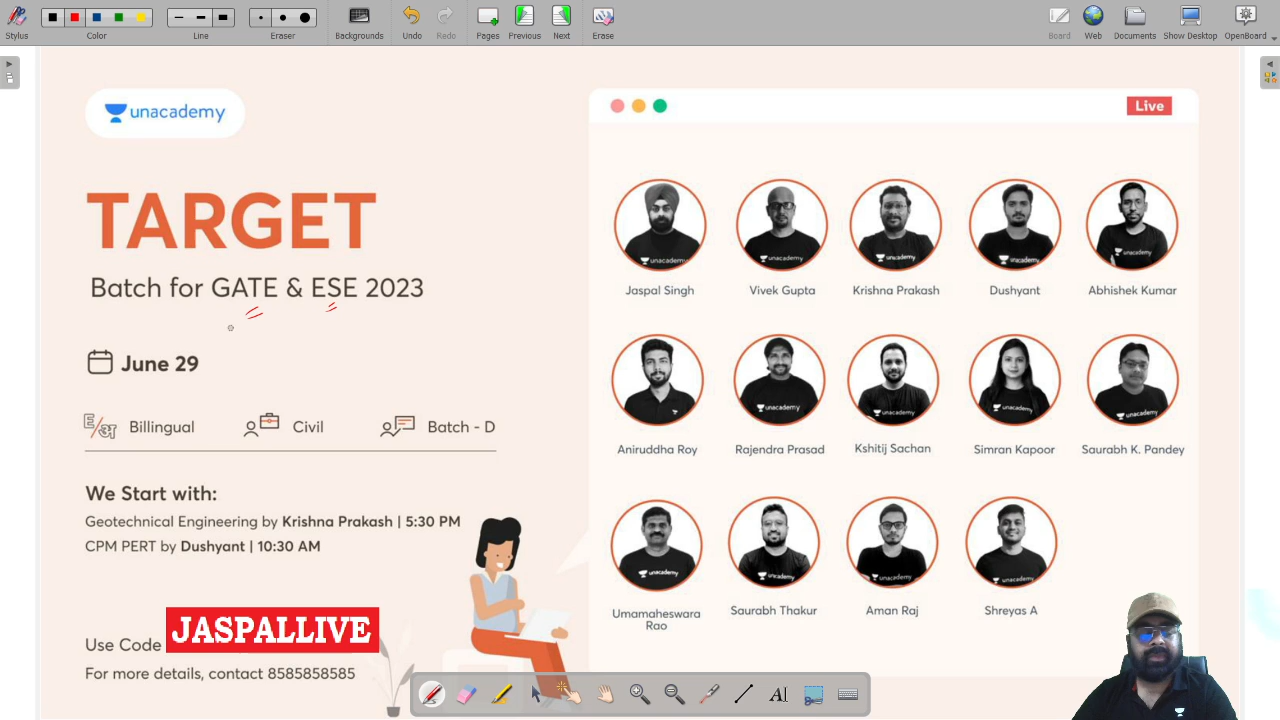 Stylus
Color
Line
Eraser
Backgrounds
Undo
Redo
Pages
Previous
Next
Erase
Board
Web
Documents
Show Desktop
OpenBoard
unacademy
TARGET
Batch for GATE & ESE 2023
June 29
Billingual
Civil
Batch - D
We Start with:
Geotechnical Engineering by Krishna Prakash | 5:30 PM
CPM PERT by Dushyant | 10:30 AM
Use Code JASPALLIVE
For more details, contact 8585858585
Live
Jaspal Singh
Vivek Gupta
Krishna Prakash
Dushyant
Abhishek Kumar
Aniruddha Roy
Rajendra Prasad
Kshitij Sachan
Simran Kapoor
Saurabh K. Pandey
Umamaheswara
Rao
Saurabh Thakur
Aman Raj
Shreyas A